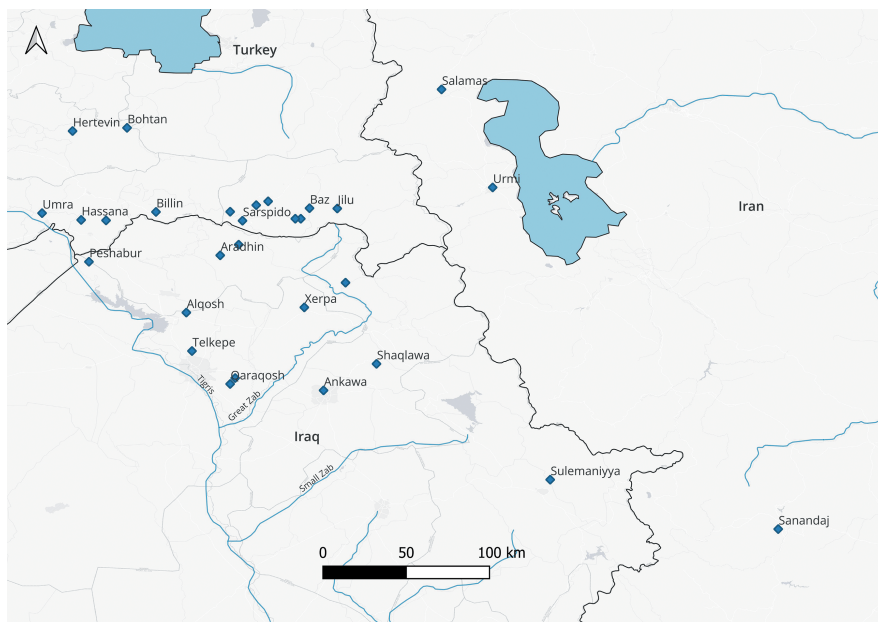 Turkey
Salamas
Hertevin
Bohtan
Urmi
Iran
Umra
Hassana
Billin
Sarspido
Baz
Jilu
Aradhin
Peshabur
Alqosh
Xerpa
Telkepe
Shaqlawa
Qaraqosh
Ankawa
Tigris
Great Zab
Iraq
Small Zab
Sulemaniyya
Sanandaj
0 50 100 km